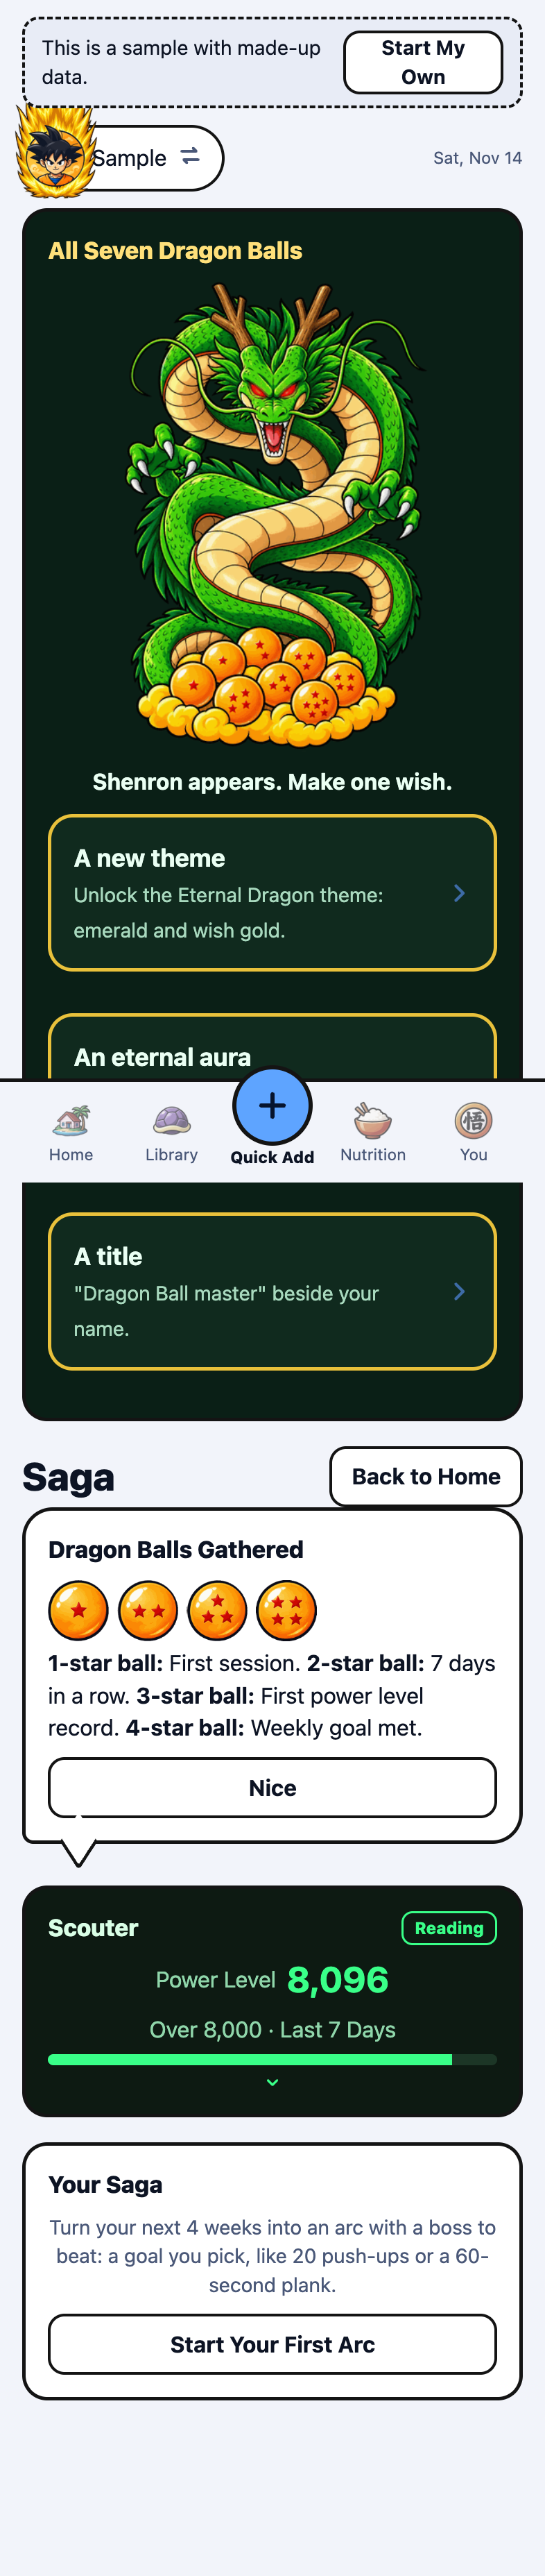 This is a sample with made-up
data.
Start My
Own
Sample
Sat, Nov 14
All Seven Dragon Balls
Shenron appears. Make one wish.
A new theme
Unlock the Eternal Dragon theme:
emerald and wish gold.
An eternal aura
Home
Library
Quick Add
Nutrition
悟
You
A title
"Dragon Ball master" beside your
name.
Saga
Back to Home
Dragon Balls Gathered
1-star ball: First session. 2-star ball: 7 days
in a row. 3-star ball: First power level
record. 4-star ball: Weekly goal met.
Nice
Scouter
Reading
Power Level 8,096
Over 8,000 · Last 7 Days
Your Saga
Turn your next 4 weeks into an arc with a boss to
beat: a goal you pick, like 20 push-ups or a 60-
second plank.
Start Your First Arc